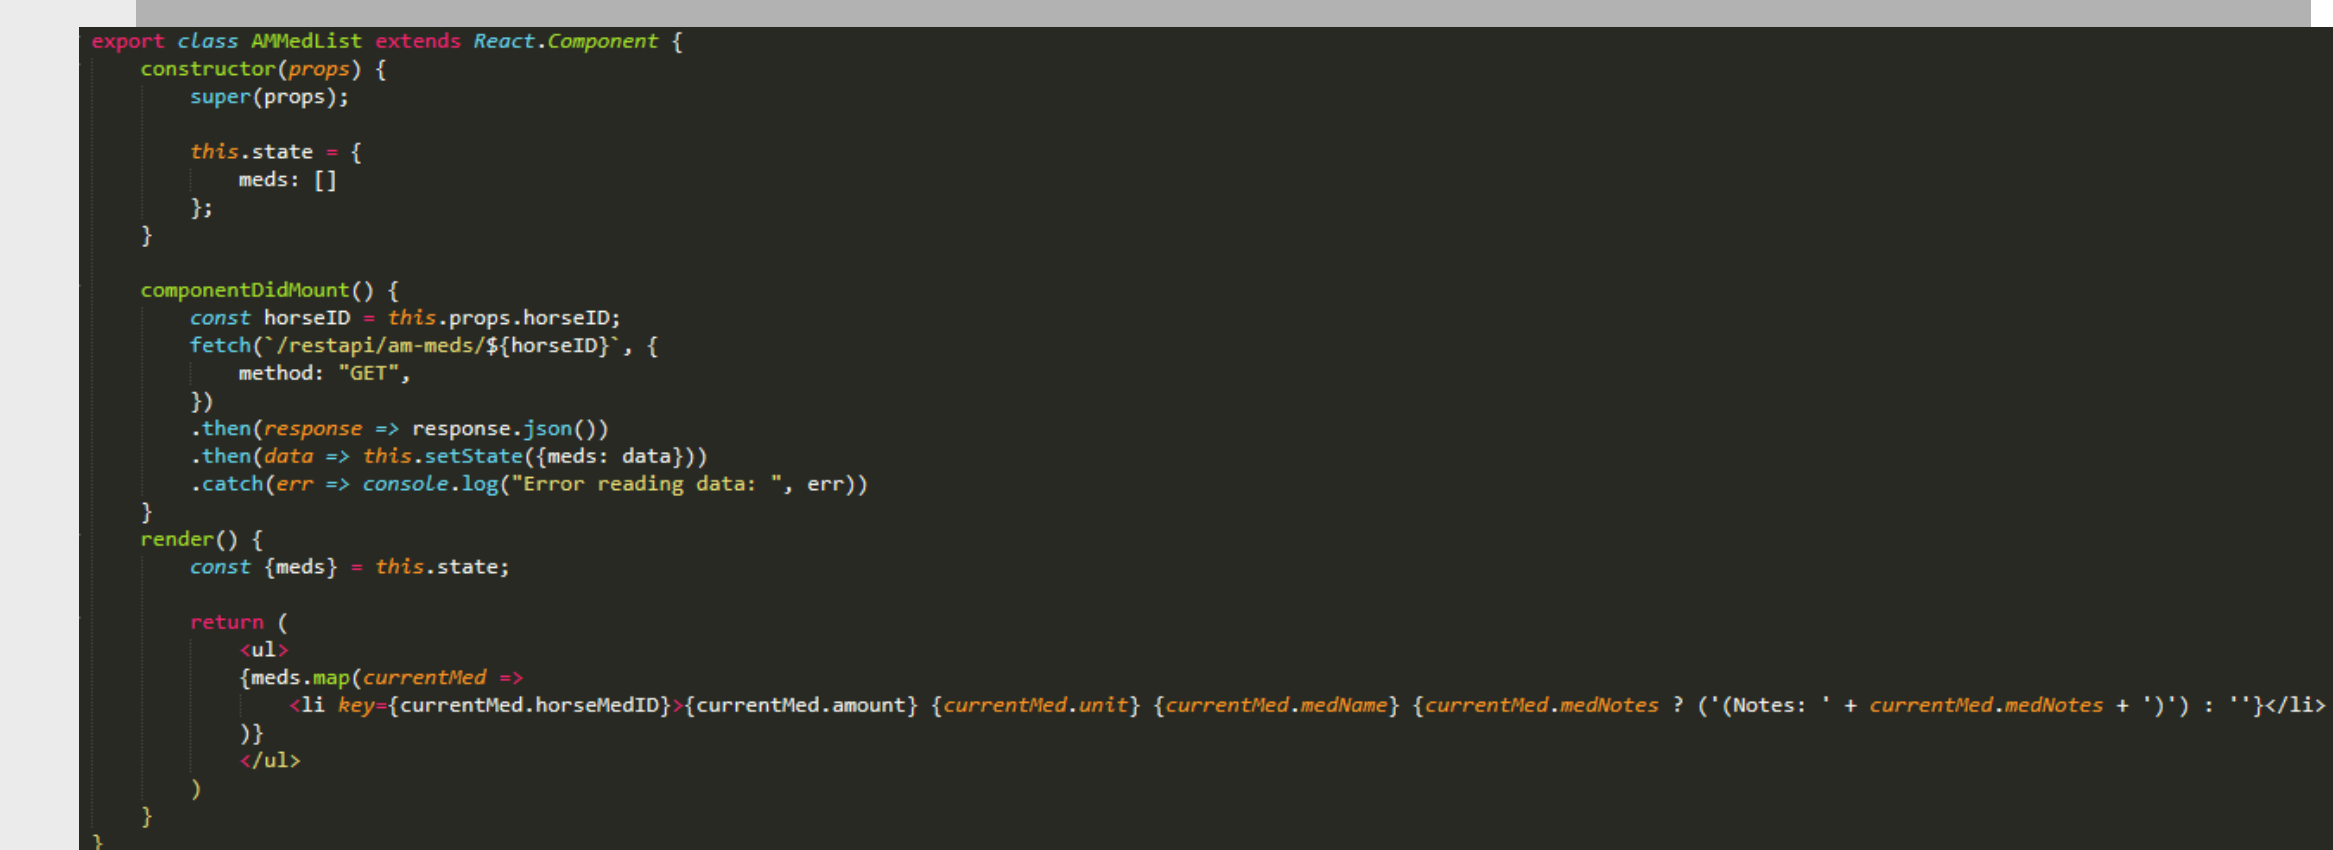 export class AMMedList extends React.Component {
constructor(props) {
super(props);
this.state = {
meds: []
};
}
componentDidMount() {
const horseID = this.props.horseID;
fetch(`/restapi/am-meds/${horseID}`, {
method: "GET",
})
.then(response => response.json())
.then(data => this.setState({meds: data}))
.catch(err => console.log("Error reading data: ", err))
}
render() {
const {meds} = this.state;
return (
<ul>
{meds.map(currentMed =>
<li key={currentMed.horseMedID}>{currentMed.amount} {currentMed.unit} {currentMed.medName} {currentMed.medNotes ? ('(Notes: ' + currentMed.medNotes + ')') : ''}</li>
)}
</ul>
)
}
}